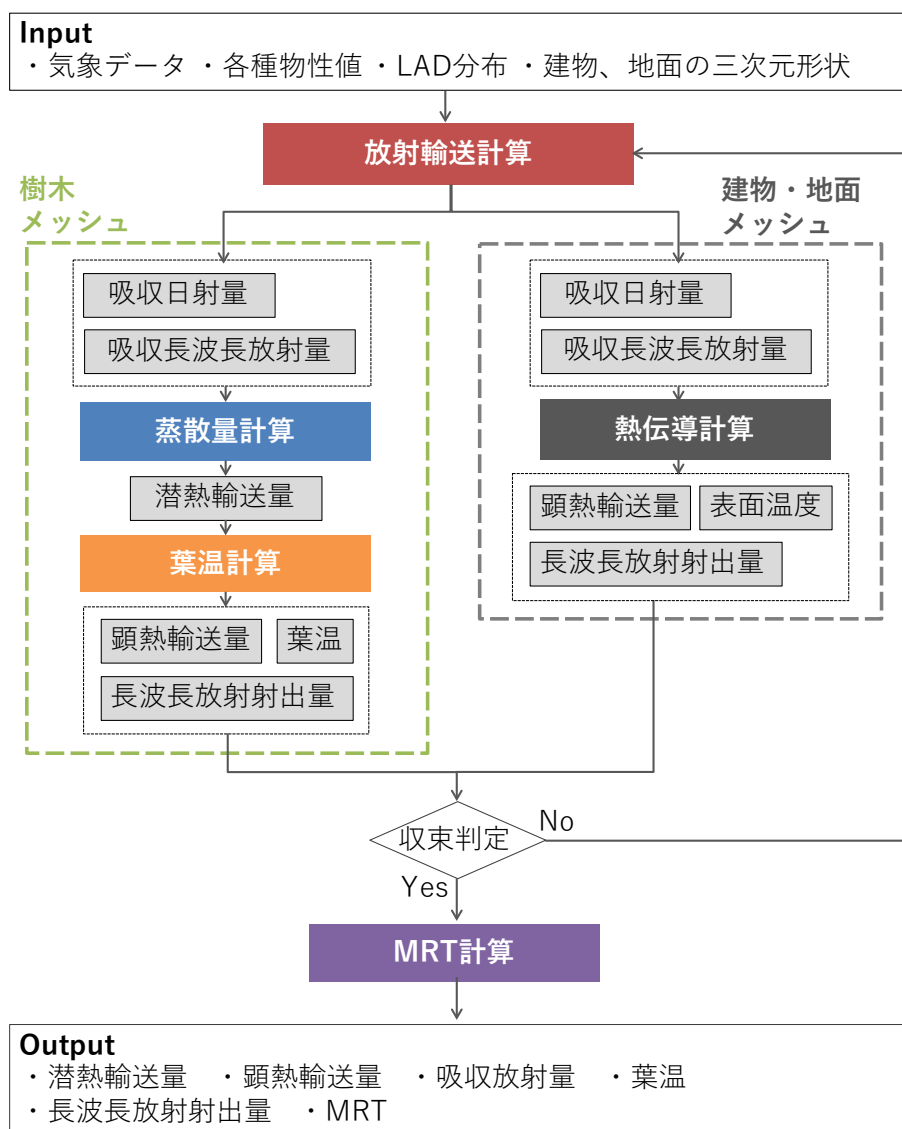 Input
・気象データ ・各種物性値 ・LAD分布 ・建物、地面の三次元形状
放射輸送計算
樹木
メッシュ
吸収日射量
吸収長波長放射量
蒸散量計算
潜熱輸送量
葉温計算
顕熱輸送量 葉温
長波長放射射出量
建物・地面
メッシュ
吸収日射量
吸収長波長放射量
熱伝導計算
顕熱輸送量 表面温度
長波長放射射出量
収束判定
No
Yes
MRT計算
Output
・潜熱輸送量 ・顕熱輸送量 ・吸収放射量 ・葉温
・長波長放射射出量 ・MRT